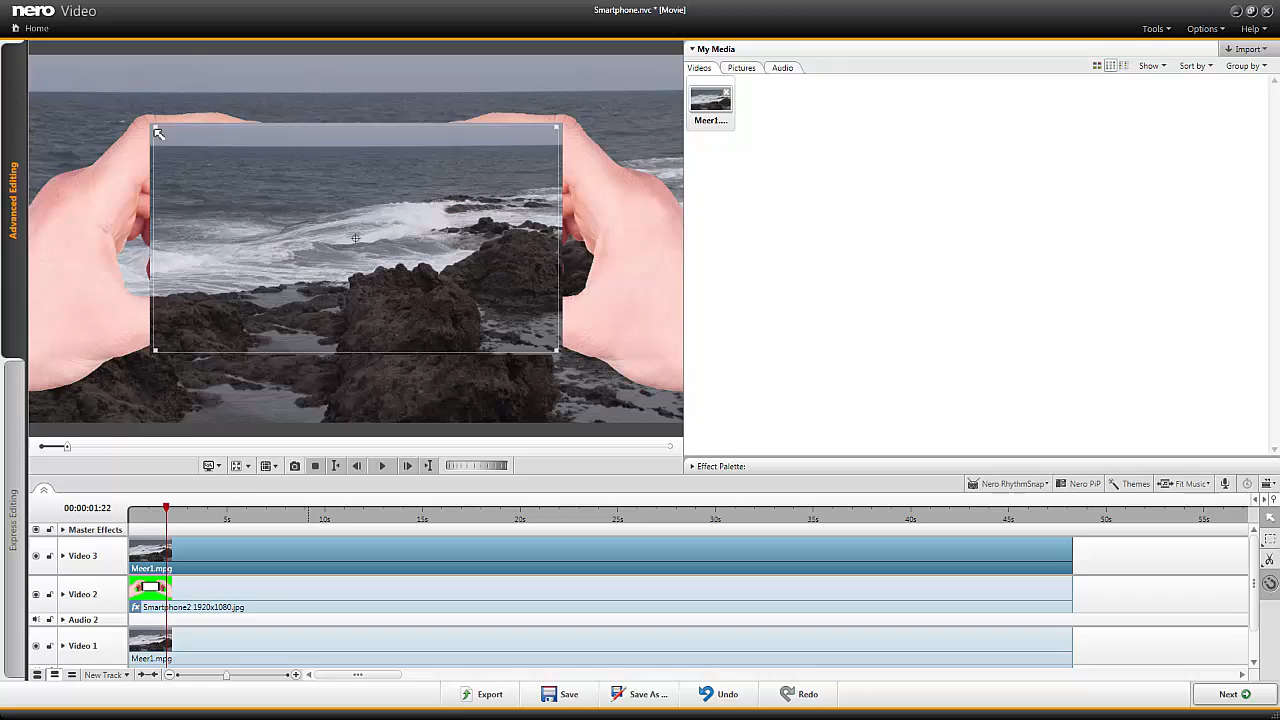 nero Video
Smartphone.nvc * [Movie]
Home
Tools
Options
Help
Advanced Editing
Express Editing
My Media
Import
Videos
Pictures
Audio
Show
Sort by
Group by
Meer1....
Effect Palette:
Nero RhythmSnap
Nero PiP
Themes
Fit Music
00:00:01:22
5s
10s
15s
20s
25s
30s
35s
40s
45s
50s
55s
Master Effects
Video 3
Meer1.mpg
Video 2
fx Smartphone2 1920x1080.jpg
Audio 2
Video 1
Meer1.mpg
New Track
Export
Save
Save As ...
Undo
Redo
Next